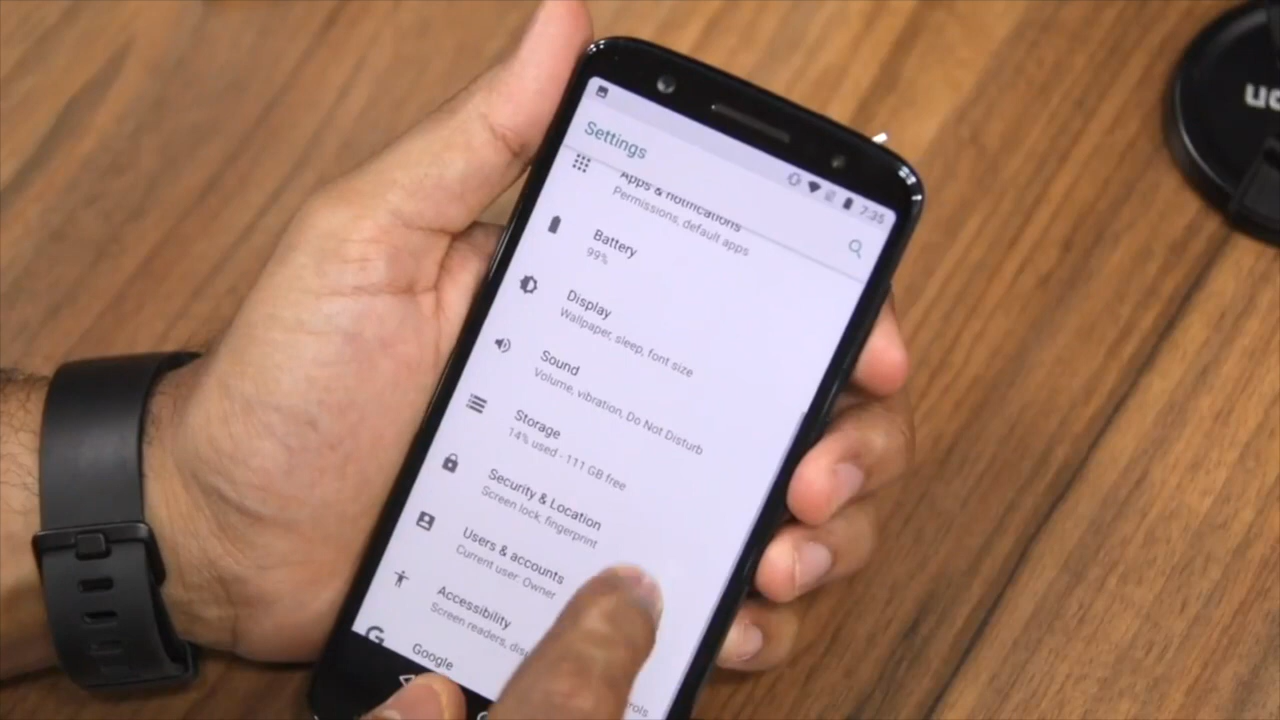 7:35
Settings
Apps & notifications
Permissions, default apps
Battery
99%
Display
Wallpaper, sleep, font size
Sound
Volume, vibration, Do Not Disturb
Storage
14% used - 111 GB free
Security & Location
Screen lock, fingerprint
Users & accounts
Current user: Owner
Accessibility
Screen readers,
Google